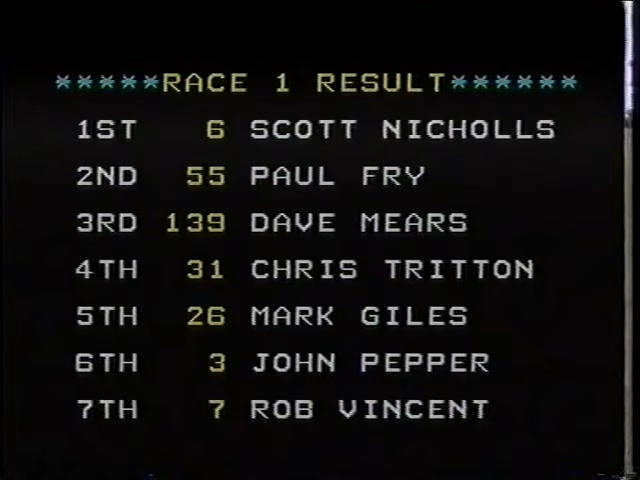 *****RACE 1 RESULT******
1ST 6 SCOTT NICHOLLS
2ND 55 PAUL FRY
3RD 139 DAVE MEARS
4TH 31 CHRIS TRITTON
5TH 26 MARK GILES
6TH 3 JOHN PEPPER
7TH 7 ROB VINCENT